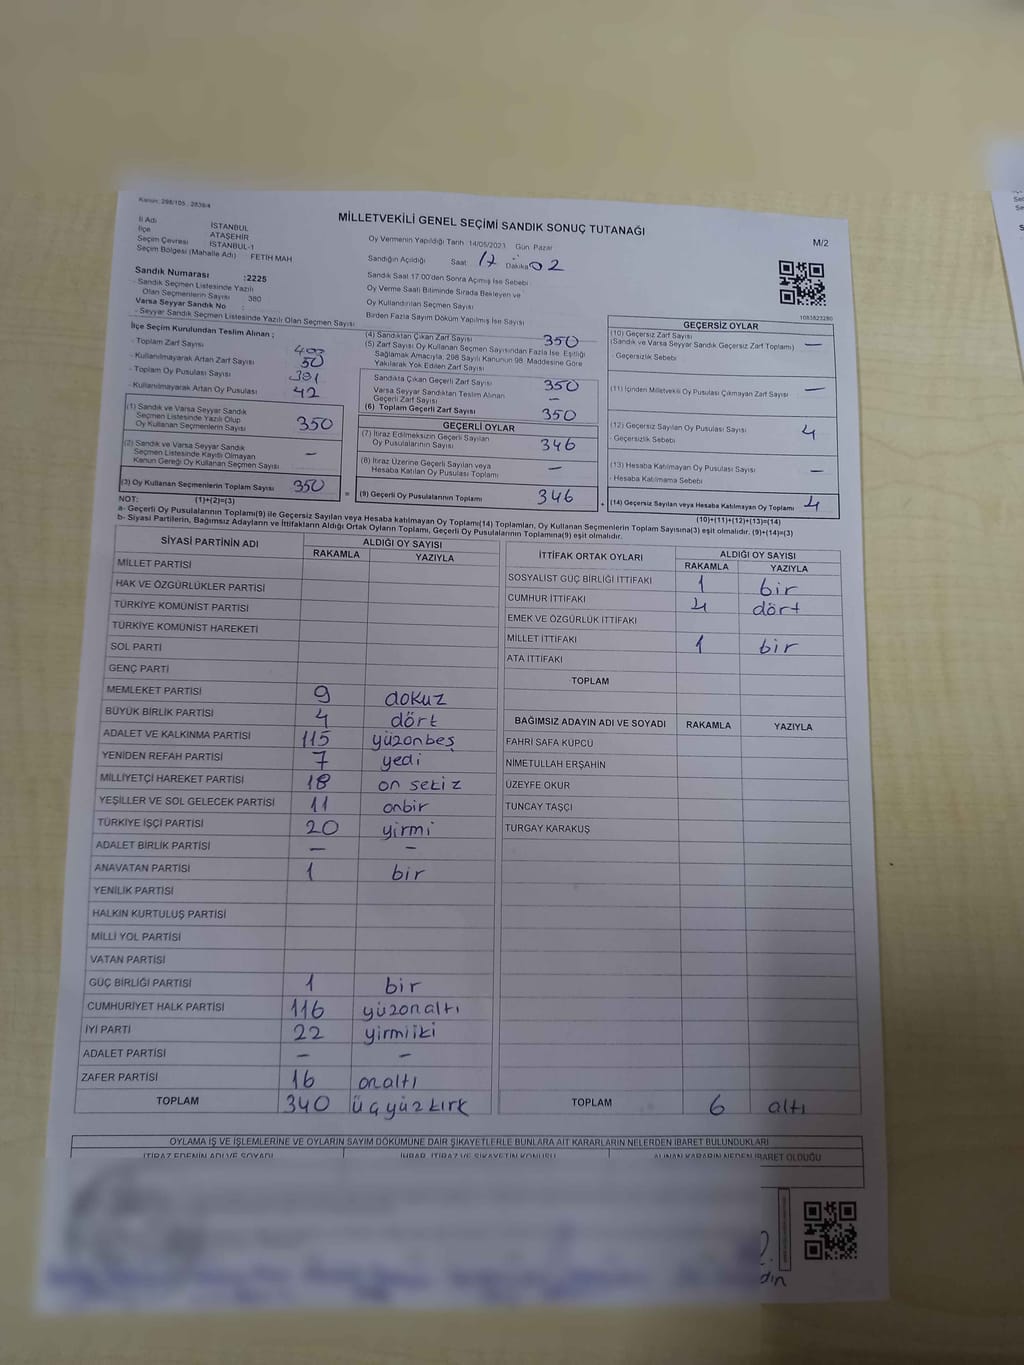 Kanun: 298/105 , 2839/4
MİLLETVEKİLİ GENEL SEÇİMİ SANDIK SONUÇ TUTANAĞI
M/2
İl Adı İSTANBUL
İlçe ATAŞEHİR
Seçim Çevresi İSTANBUL-1
Seçim Bölgesi (Mahalle Adı) FETİH MAH
Oy Vermenin Yapıldığı Tarih 14/05/2023 Gün Pazar
Sandığın Açıldığı Saat 17 Dakika 02
Sandık Saat 17:00'den Sonra Açılmış İse Sebebi
Oy Verme Saati Bitiminde Sırada Bekleyen ve
Oy Kullandırılan Seçmen Sayısı
Birden Fazla Sayım Döküm Yapılmış İse Sayısı
1083823280
Sandık Numarası :2225
- Sandık Seçmen Listesinde Yazılı
Olan Seçmenlerin Sayısı 380
Varsa Seyyar Sandık No :
- Seyyar Sandık Seçmen Listesinde Yazılı Olan Seçmen Sayısı
İlçe Seçim Kurulundan Teslim Alınan ;
- Toplam Zarf Sayısı 403
- Kullanılmayarak Artan Zarf Sayısı 50
- Toplam Oy Pusulası Sayısı 391
- Kullanılmayarak Artan Oy Pusulası 42
(1) Sandık ve Varsa Seyyar Sandık
Seçmen Listesinde Yazılı Olup
Oy Kullanan Seçmenlerin Sayısı 350
(2) Sandık ve Varsa Seyyar Sandık
Seçmen Listesinde Kayıtlı Olmayan
Kanun Gereği Oy Kullanan Seçmen Sayısı –
(3) Oy Kullanan Seçmenlerin Toplam Sayısı 350
(4) Sandıktan Çıkan Zarf Sayısı 350
(5) Zarf Sayısı Oy Kullanan Seçmen Sayısından Fazla İse, Eşitliği
Sağlamak Amacıyla, 298 Sayılı Kanunun 98. Maddesine Göre
Yakılarak Yok Edilen Zarf Sayısı
Sandıkta Çıkan Geçerli Zarf Sayısı 350
Varsa Seyyar Sandıktan Teslim Alınan
Geçerli Zarf Sayısı –
(6) Toplam Geçerli Zarf Sayısı 350
GEÇERLİ OYLAR
(7) İtiraz Edilmeksizin Geçerli Sayılan
Oy Pusulalarının Sayısı 346
(8) İtiraz Üzerine Geçerli Sayılan veya
Hesaba Katılan Oy Pusulası Toplamı –
= (9) Geçerli Oy Pusulalarının Toplamı 346
GEÇERSİZ OYLAR
(10) Geçersiz Zarf Sayısı
(Sandık ve Varsa Seyyar Sandık Geçersiz Zarf Toplamı) –
- Geçersizlik Sebebi
(11) İçinden Milletvekili Oy Pusulası Çıkmayan Zarf Sayısı –
(12) Geçersiz Sayılan Oy Pusulası Sayısı 4
- Geçersizlik Sebebi
(13) Hesaba Katılmayan Oy Pusulası Sayısı –
- Hesaba Katılmama Sebebi
+ (14) Geçersiz Sayılan veya Hesaba Katılmayan Oy Toplamı 4
NOT: (1)+(2)=(3)
(10)+(11)+(12)+(13)=(14)
a- Geçerli Oy Pusulalarının Toplamı(9) ile Geçersiz Sayılan veya Hesaba katılmayan Oy Toplamı(14) Toplamları, Oy Kullanan Seçmenlerin Toplam Sayısına(3) eşit olmalıdır. (9)+(14)=(3)
b- Siyasi Partilerin, Bağımsız Adayların ve İttifakların Aldığı Ortak Oyların Toplamı, Geçerli Oy Pusulalarının Toplamına(9) eşit olmalıdır.
SİYASİ PARTİNİN ADI ALDIĞI OY SAYISI
RAKAMLA YAZIYLA
MİLLET PARTİSİ
HAK VE ÖZGÜRLÜKLER PARTİSİ
TÜRKİYE KOMÜNİST PARTİSİ
TÜRKİYE KOMÜNİST HAREKETİ
SOL PARTİ
GENÇ PARTİ
MEMLEKET PARTİSİ 9 dokuz
BÜYÜK BİRLİK PARTİSİ 4 dört
ADALET VE KALKINMA PARTİSİ 115 yüzonbeş
YENİDEN REFAH PARTİSİ 7 yedi
MİLLİYETÇİ HAREKET PARTİSİ 18 on sekiz
YEŞİLLER VE SOL GELECEK PARTİSİ 11 onbir
TÜRKİYE İŞÇİ PARTİSİ 20 yirmi
ADALET BİRLİK PARTİSİ – –
ANAVATAN PARTİSİ 1 bir
YENİLİK PARTİSİ
HALKIN KURTULUŞ PARTİSİ
MİLLİ YOL PARTİSİ
VATAN PARTİSİ
GÜÇ BİRLİĞİ PARTİSİ 1 bir
CUMHURİYET HALK PARTİSİ 116 yüzonaltı
İYİ PARTİ 22 yirmiiki
ADALET PARTİSİ – –
ZAFER PARTİSİ 16 onaltı
TOPLAM 340 üçyüzkırk
İTTİFAK ORTAK OYLARI ALDIĞI OY SAYISI
RAKAMLA YAZIYLA
SOSYALİST GÜÇ BİRLİĞİ İTTİFAKI 1 bir
CUMHUR İTTİFAKI 4 dört
EMEK VE ÖZGÜRLÜK İTTİFAKI
MİLLET İTTİFAKI 1 bir
ATA İTTİFAKI
TOPLAM
BAĞIMSIZ ADAYIN ADI VE SOYADI RAKAMLA YAZIYLA
FAHRİ SAFA KÜPCÜ
NİMETULLAH ERŞAHİN
ÜZEYFE OKUR
TUNCAY TAŞÇI
TURGAY KARAKUŞ
TOPLAM 6 altı
OYLAMA İŞ VE İŞLEMLERİNE VE OYLARIN SAYIM DÖKÜMÜNE DAİR ŞİKAYETLERLE BUNLARA AİT KARARLARIN NELERDEN İBARET BULUNDUKLARI
İTİRAZ EDENİN ADI VE SOYADI İHBAR, İTİRAZ VE ŞİKAYETİN KONUSU ALINAN KARARIN NEDEN İBARET OLDUĞU